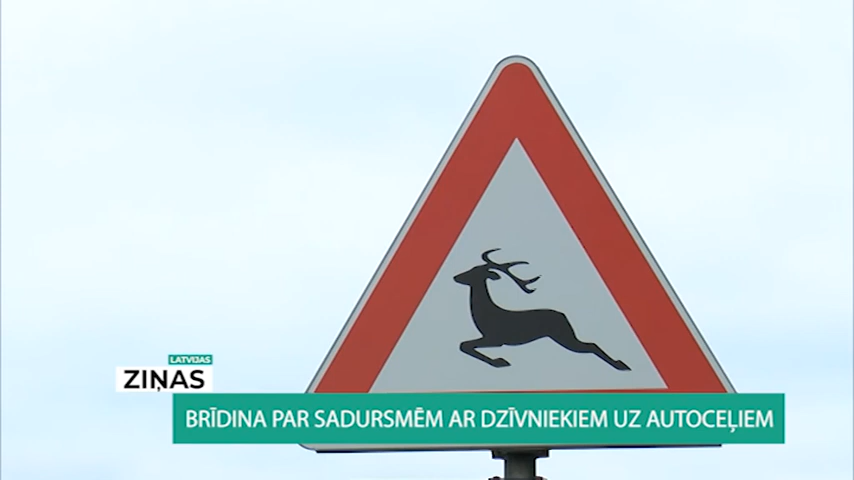 LATVIJAS
ZIŅAS
BRĪDINA PAR SADURSMĒM AR DZĪVNIEKIEM UZ AUTOCEĻIEM